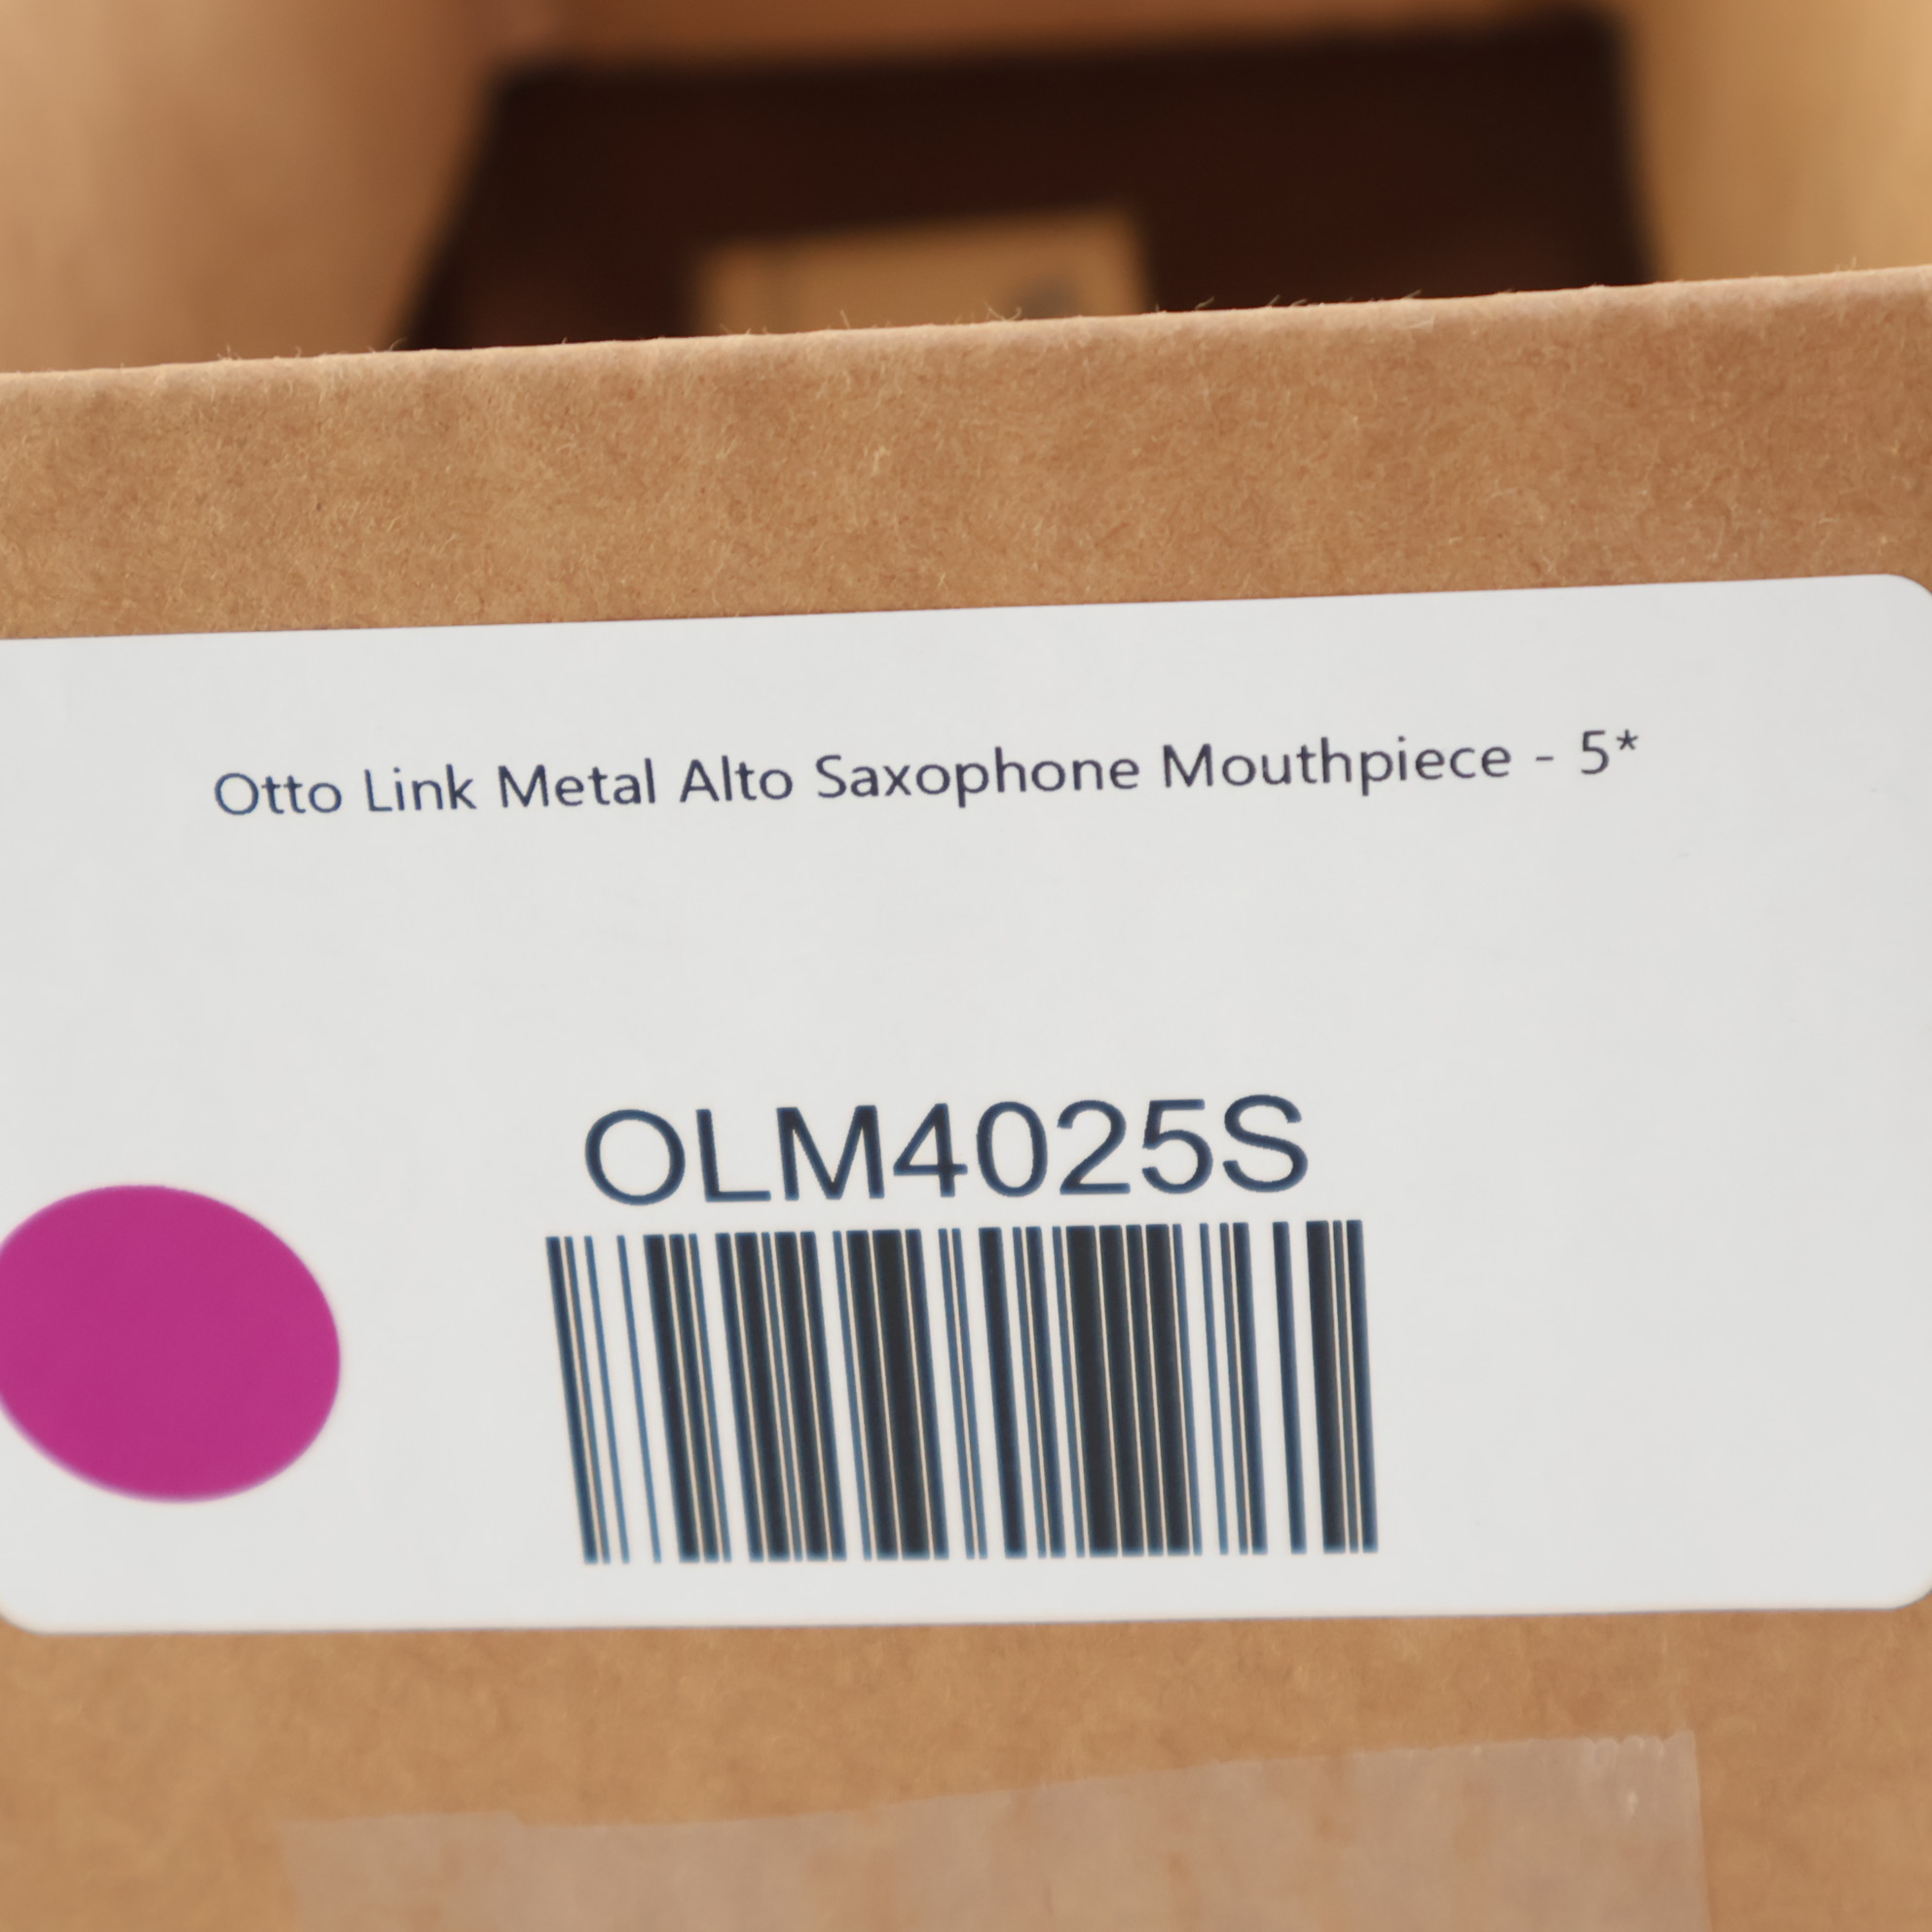 Otto Link Metal Alto Saxophone Mouthpiece - 5*
OLM4025S